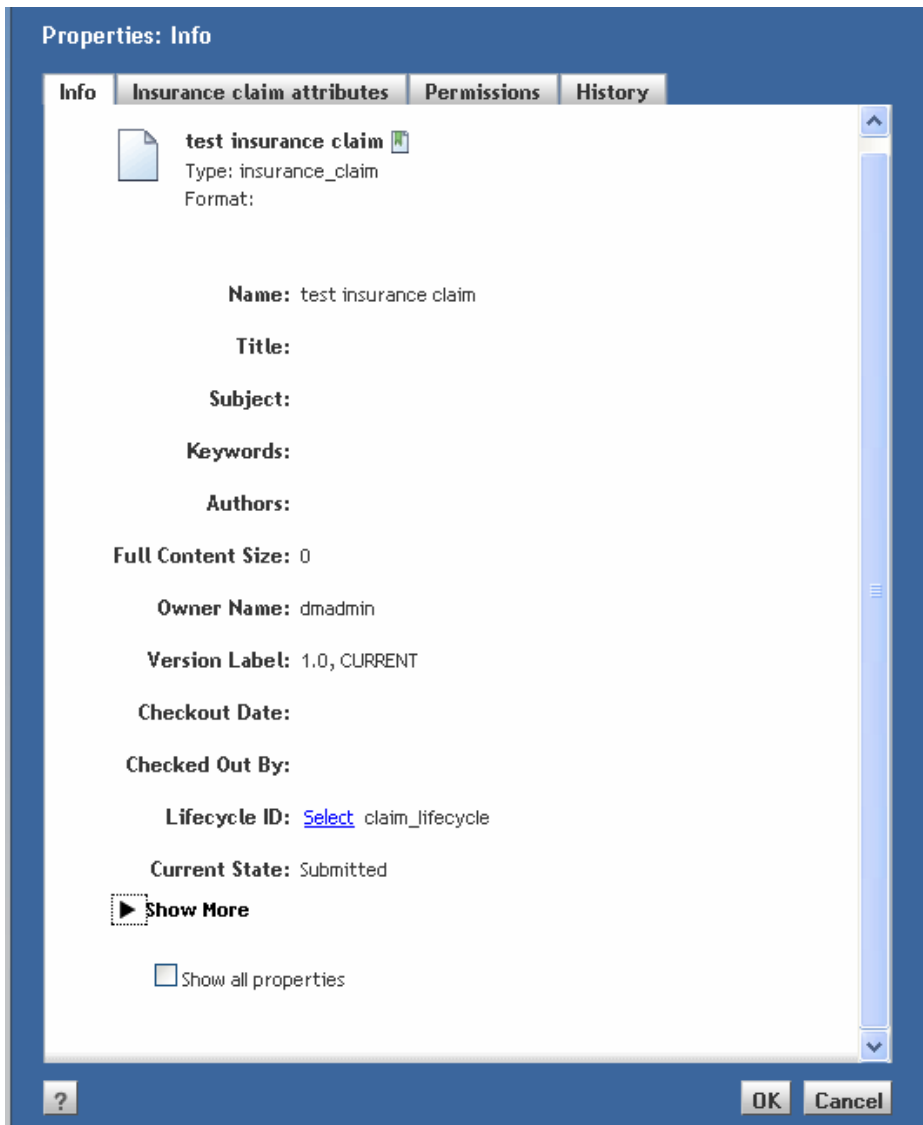 Properties: Info
Info Insurance claim attributes Permissions History
test insurance claim
Type: insurance_claim
Format:
Name: test insurance claim
Title:
Subject:
Keywords:
Authors:
Full Content Size: 0
Owner Name: dmadmin
Version Label: 1.0, CURRENT
Checkout Date:
Checked Out By:
Lifecycle ID: Select claim_lifecycle
Current State: Submitted
Show More
Show all properties
? OK Cancel